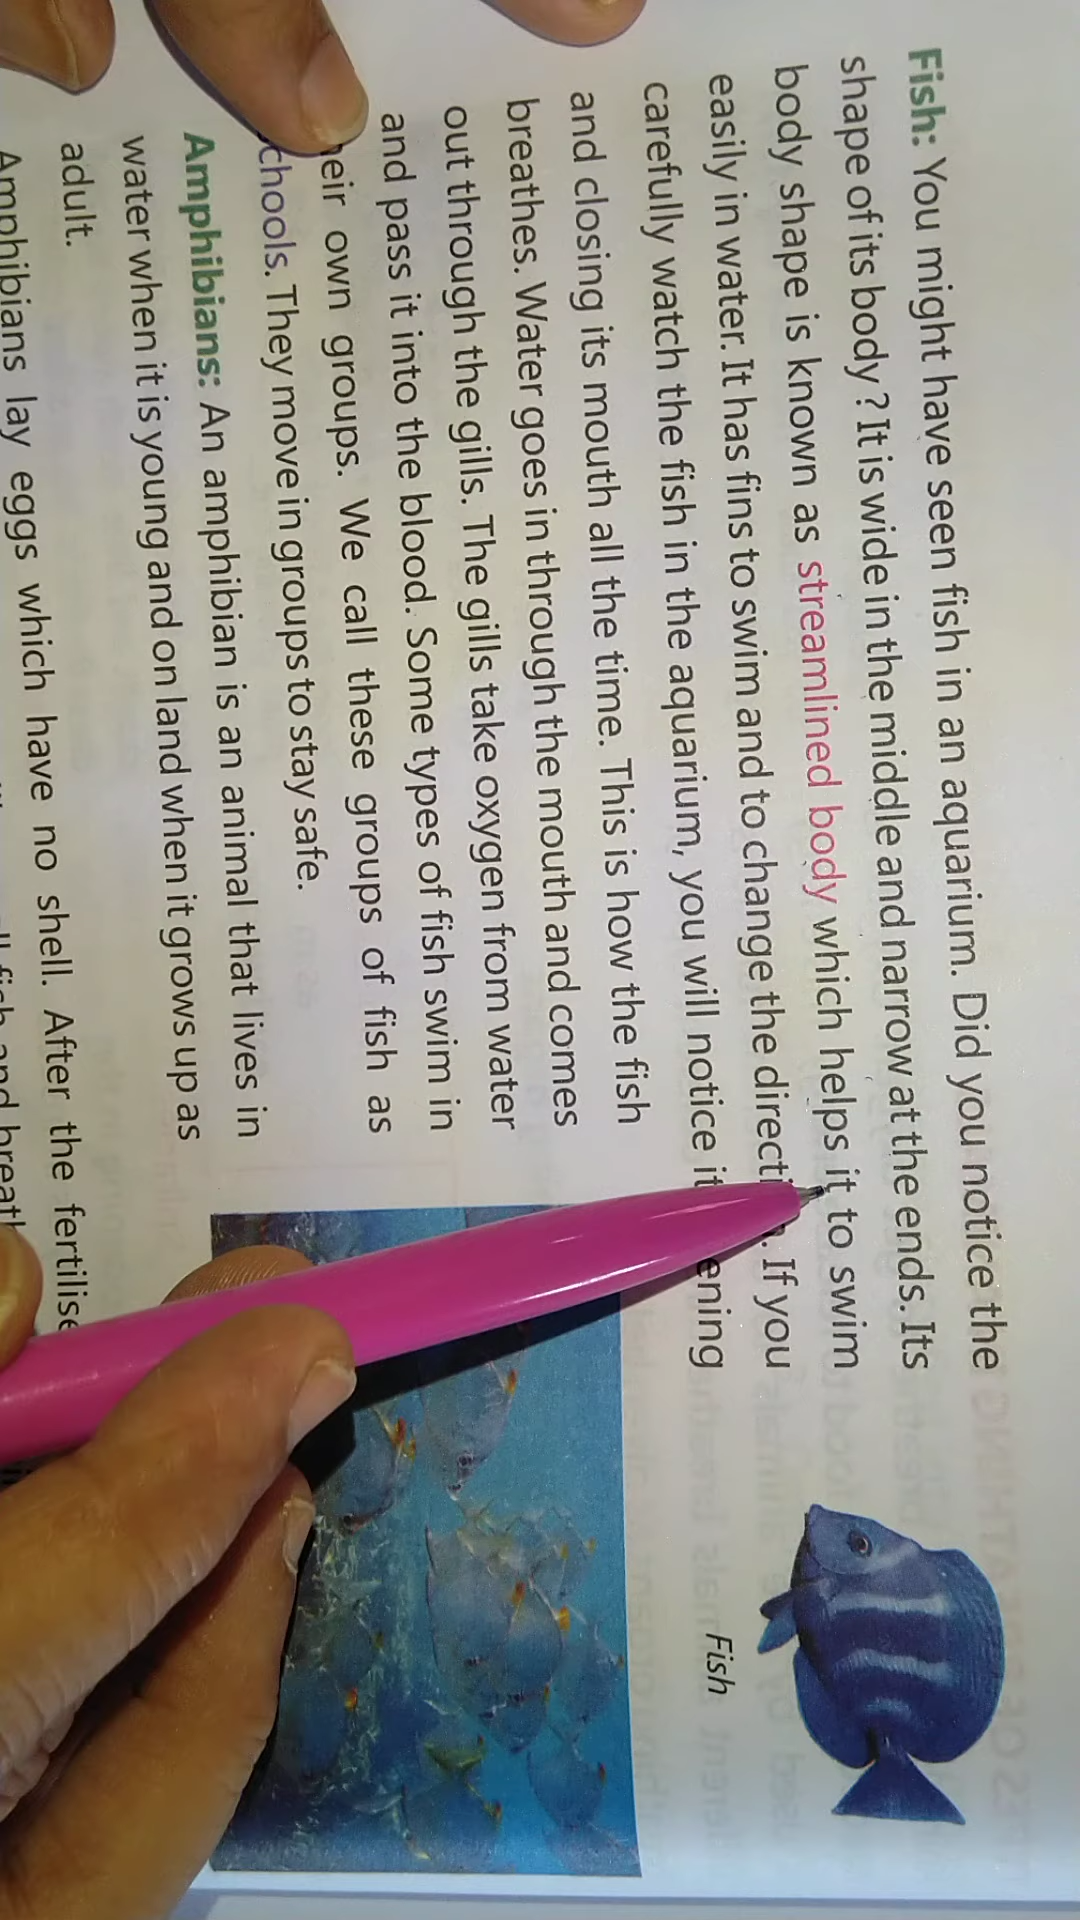 Fish: You might have seen fish in an aquarium. Did you notice the
shape of its body? It is wide in the middle and narrow at the ends. Its
body shape is known as streamlined body which helps it to swim
easily in water. It has fins to swim and to change the If you
carefully watch the fish in the aquarium, you will notice
and closing its mouth all the time. This is how the fish
breathes. Water goes in through the mouth and comes
out through the gills. The gills take oxygen from water
and pass it into the blood. Some types of fish swim in
own groups. We call these groups of fish as
chools. They move in groups to stay safe.
Amphibians: An amphibian is an animal that lives in
water when it is young and on land when it grows up as
adult.
Amphibians lay eggs which have no shell. After the
Fish